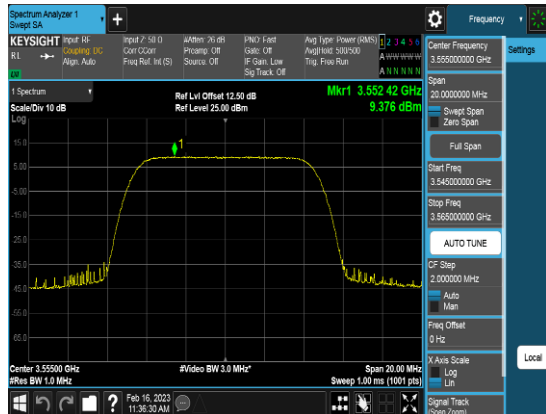 Spectrum Analyzer 1
Swept SA
+
Frequency
KEYSIGHT
RL
Input: RF
Coupling: DC
Align: Auto
Input Z: 50 Ω
Corr CCorr
Freq Ref: Int (S)
#Atten: 26 dB
Preamp: Off
Source: Off
PNO: Fast
Gate: Off
IF Gain: Low
Sig Track: Off
Avg Type: Power (RMS)
Avg|Hold: 500/500
Trig: Free Run
1 2 3 4 5 6
A W W W W W
A N N N N N
1 Spectrum
Scale/Div 10 dB
Log
Ref Lvl Offset 12.50 dB
Ref Level 25.00 dBm
Mkr1 3.552 42 GHz
9.376 dBm
1
15.0
5.00
-5.00
-15.0
-25.0
-35.0
-45.0
-55.0
-65.0
Center 3.55500 GHz
#Res BW 1.0 MHz
#Video BW 3.0 MHz*
Span 20.00 MHz
Sweep 1.00 ms (1001 pts)
Feb 16, 2023
11:36:30 AM
Center Frequency
3.555000000 GHz
Span
20.0000000 MHz
Swept Span
Zero Span
Full Span
Start Freq
3.545000000 GHz
Stop Freq
3.565000000 GHz
AUTO TUNE
CF Step
2.000000 MHz
Auto
Man
Freq Offset
0 Hz
X Axis Scale
Log
Lin
Signal Track
(Span Zoom)
Settings
Local